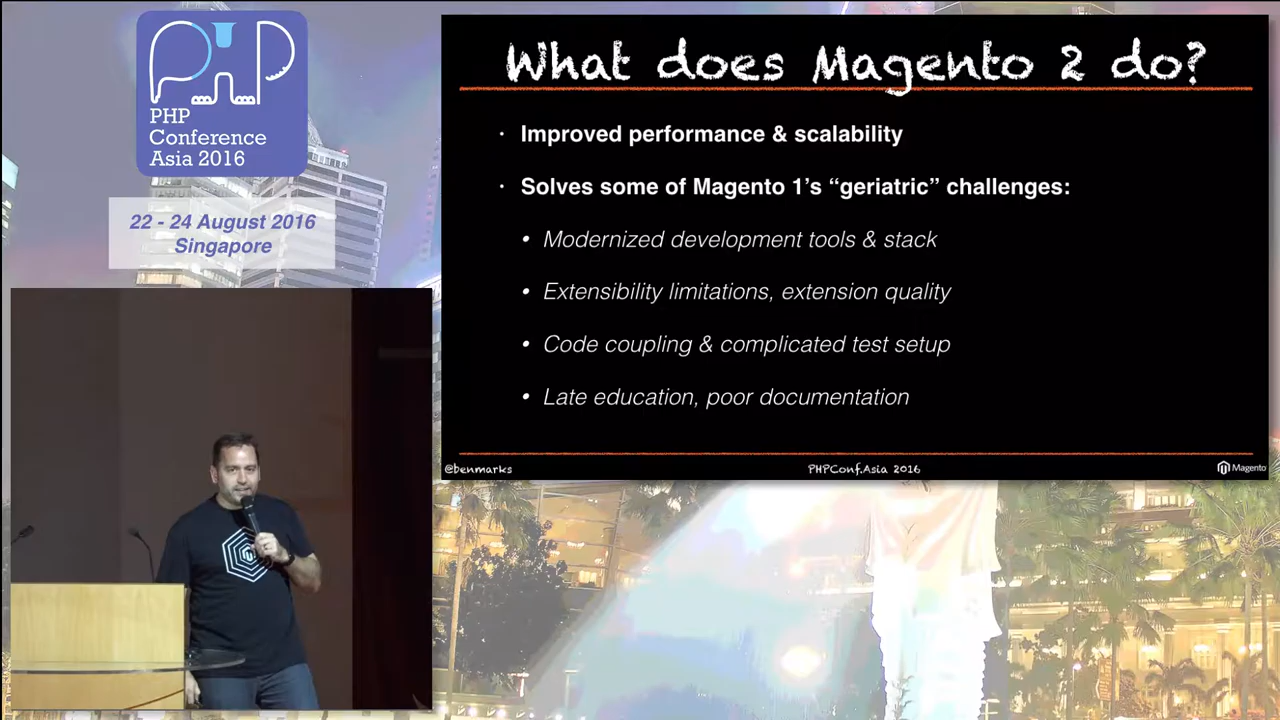 PHP
Conference
Asia 2016
22 - 24 August 2016
Singapore
What does Magento 2 do?
· Improved performance & scalability
· Solves some of Magento 1’s “geriatric” challenges:
• Modernized development tools & stack
• Extensibility limitations, extension quality
• Code coupling & complicated test setup
• Late education, poor documentation
@benmarks
PHPConf.Asia 2016
Magento